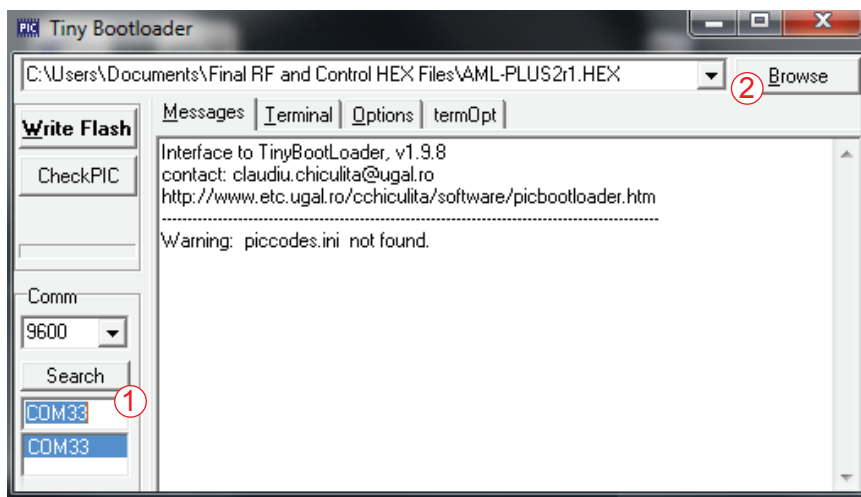 PIC Tiny Bootloader
C:\Users\Documents\Final RF and Control HEX Files\AML-PLUS2r1.HEX
2 Browse
Write Flash
CheckPIC
Messages Terminal Options termOpt
Interface to TinyBootLoader, v1.9.8
contact: claudiu.chiculita@ugal.ro
http://www.etc.ugal.ro/cchiculita/software/picbootloader.htm
Warning: piccodes.ini not found.
Comm
9600
Search
1
COM33
COM33